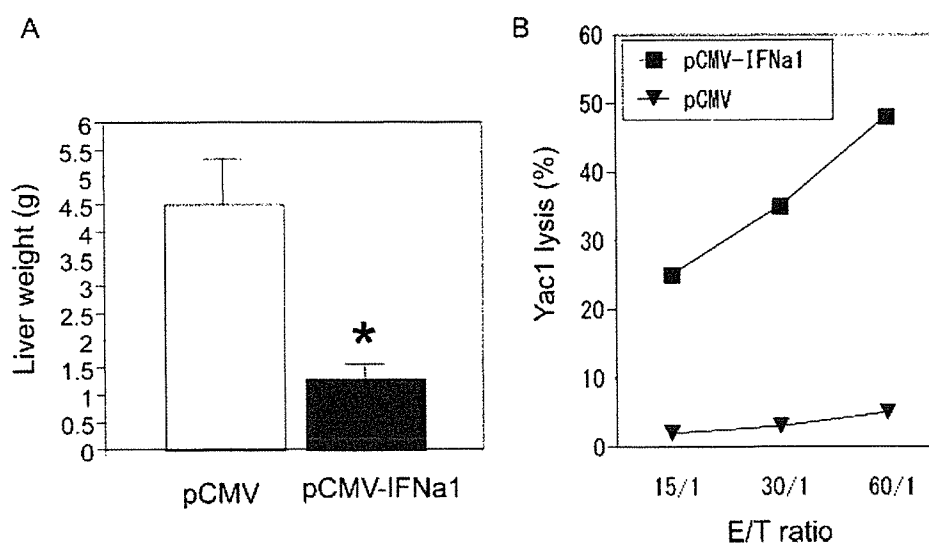 A
Liver weight (g)
6
5.5
5
4.5
4
3.5
3
2.5
2
1.5
1
0.5
0
*
pCMV
pCMV-IFNa1
B
Yac1 lysis (%)
60
50
40
30
20
10
0
pCMV-IFNa1
pCMV
15/1
30/1
60/1
E/T ratio